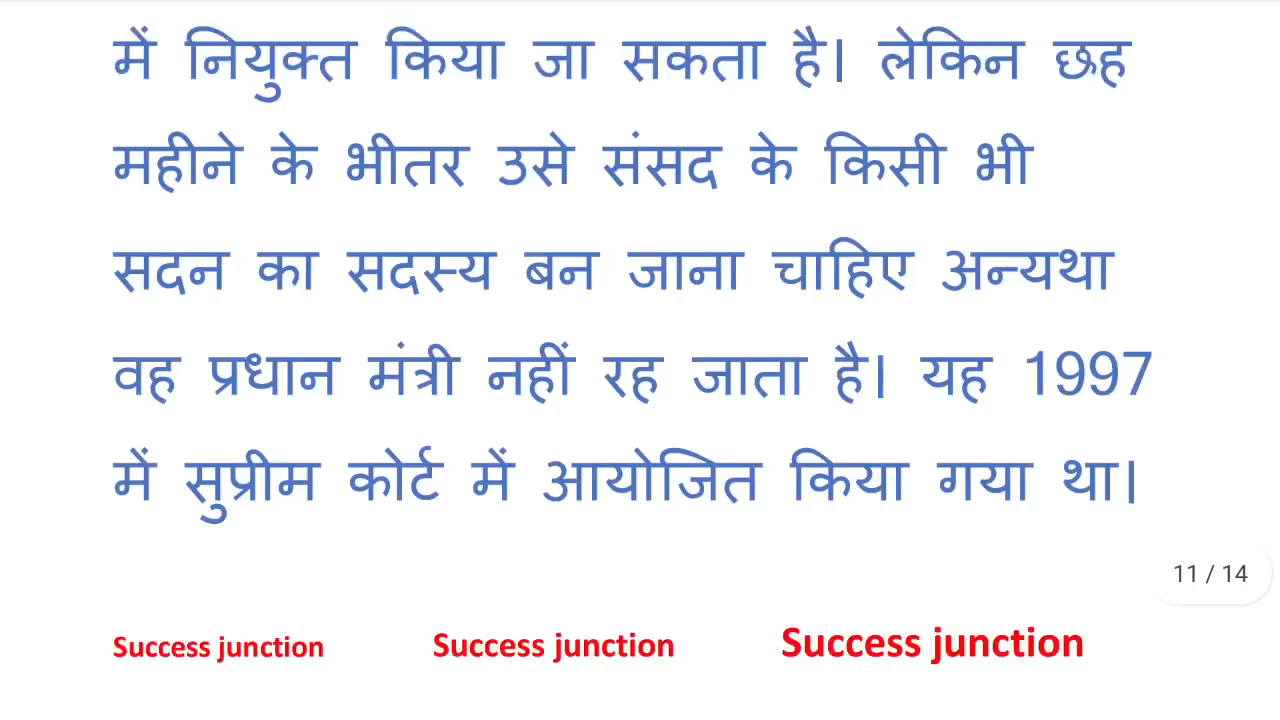 में नियुक्त किया जा सकता है। लेकिन छह
महीने के भीतर उसे संसद के किसी भी
सदन का सदस्य बन जाना चाहिए अन्यथा
वह प्रधान मंत्री नहीं रह जाता है। यह 1997
में सुप्रीम कोर्ट में आयोजित किया गया था।
11 / 14
Success junction Success junction Success junction